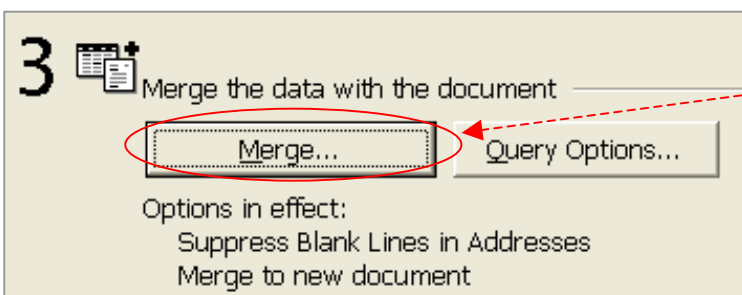 3
Merge the data with the document
Merge... Query Options...
Options in effect:
Suppress Blank Lines in Addresses
Merge to new document